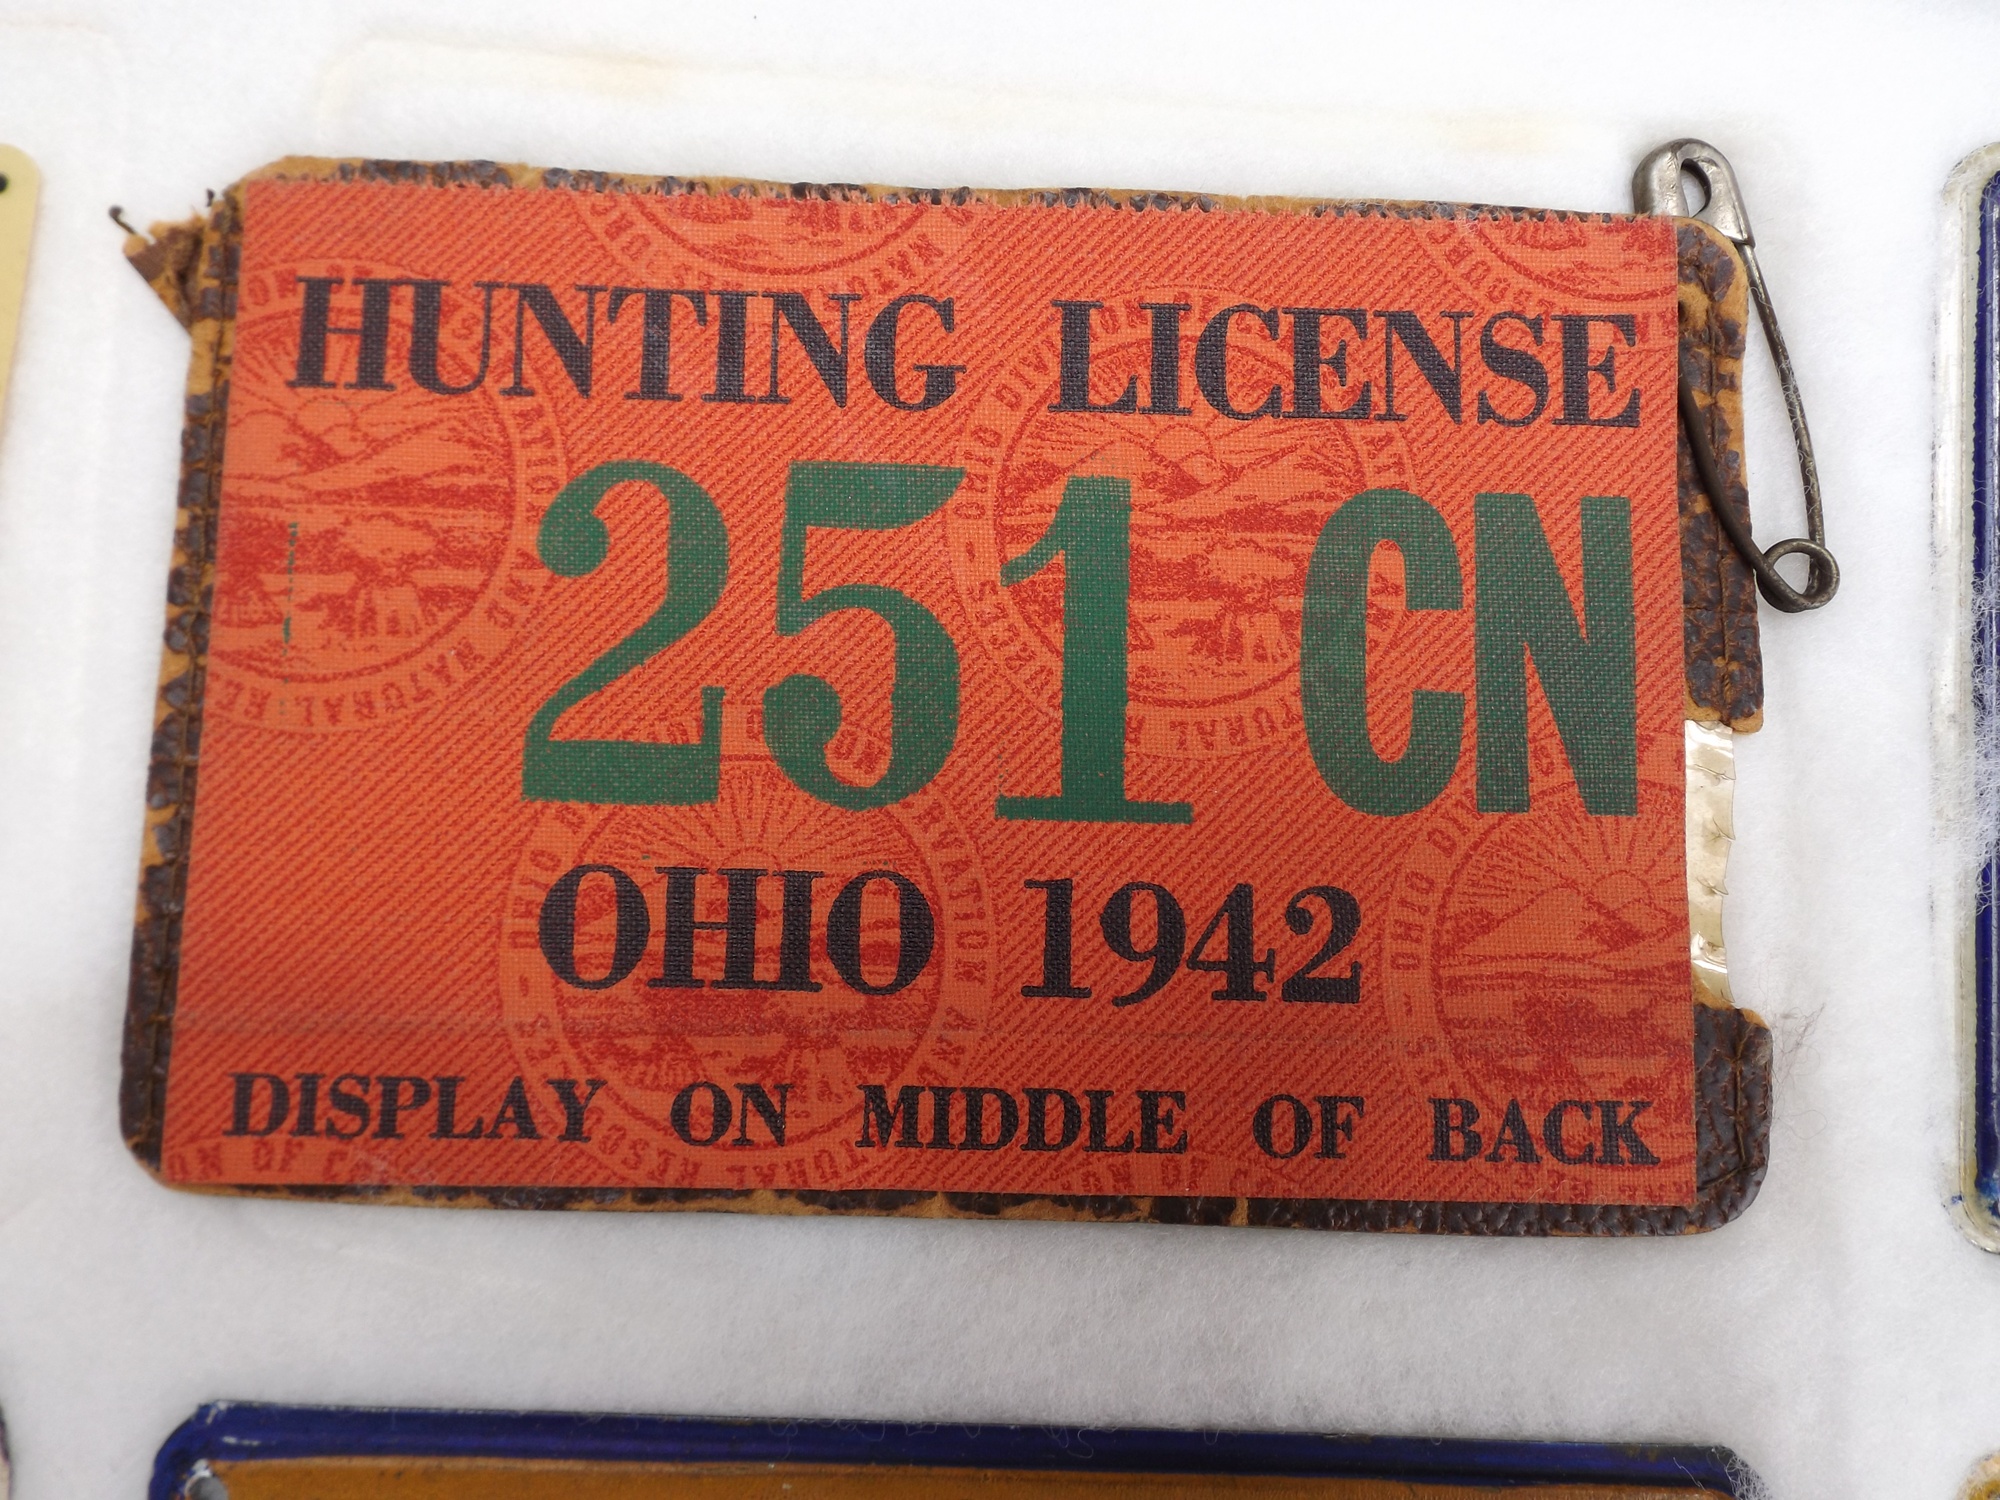 HUNTING LICENSE
251 CN
OHIO 1942
DISPLAY ON MIDDLE OF BACK